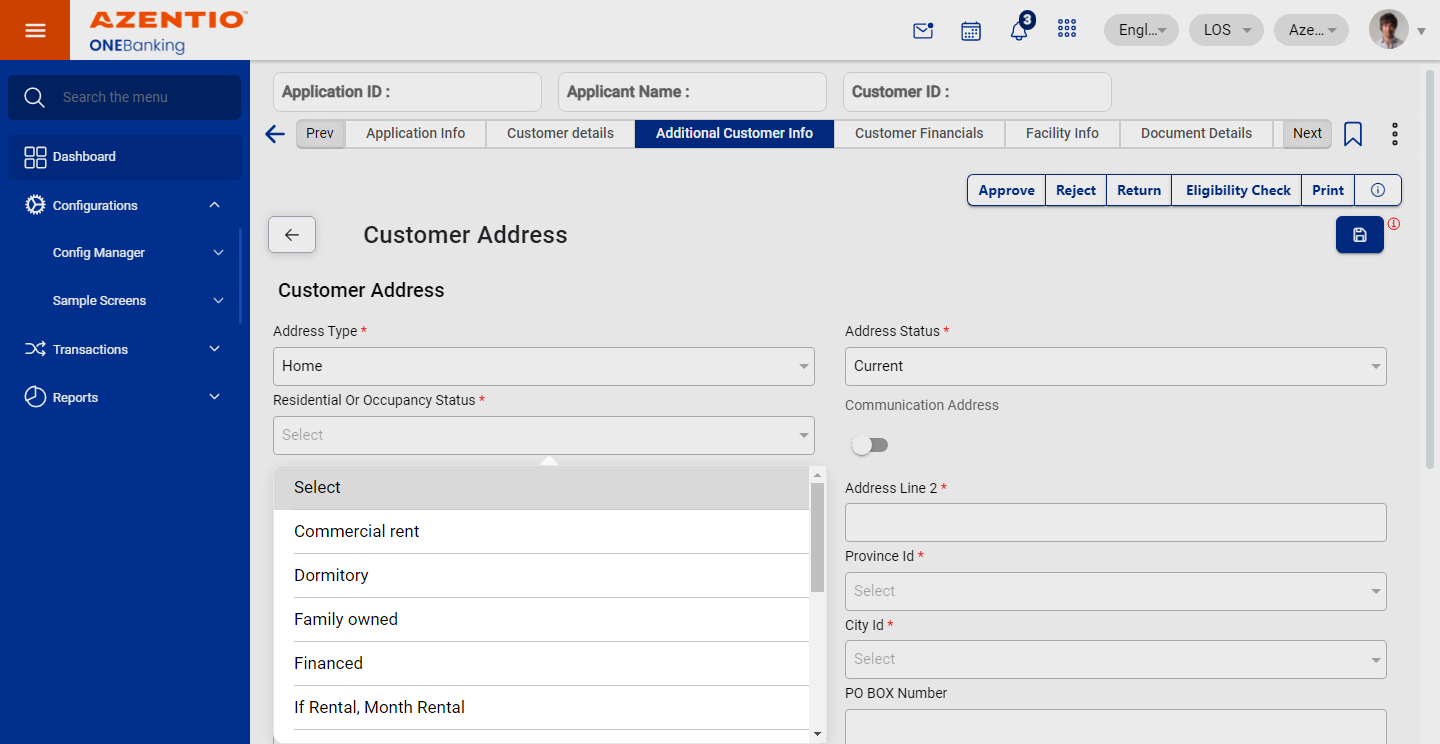 AZENTIO™
ONEBanking
3
Engl...
LOS
Aze...
Search the menu
Dashboard
Configurations
Config Manager
Sample Screens
Transactions
Reports
Application ID :
Applicant Name :
Customer ID :
Prev
Application Info
Customer details
Additional Customer Info
Customer Financials
Facility Info
Document Details
Next
Approve
Reject
Return
Eligibility Check
Print
Customer Address
Customer Address
Address Type *
Home
Address Status *
Current
Residential Or Occupancy Status *
Select
Communication Address
Select
Commercial rent
Dormitory
Family owned
Financed
If Rental, Month Rental
Address Line 2 *
Province Id *
Select
City Id *
Select
PO BOX Number